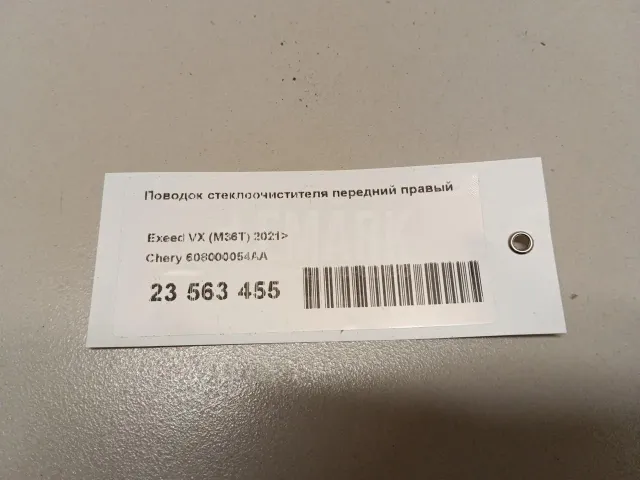 Поводок стеклоочистителя передний правый
Exeed VX (M36T) 2021>
Chery 608000054AA
23 563 455